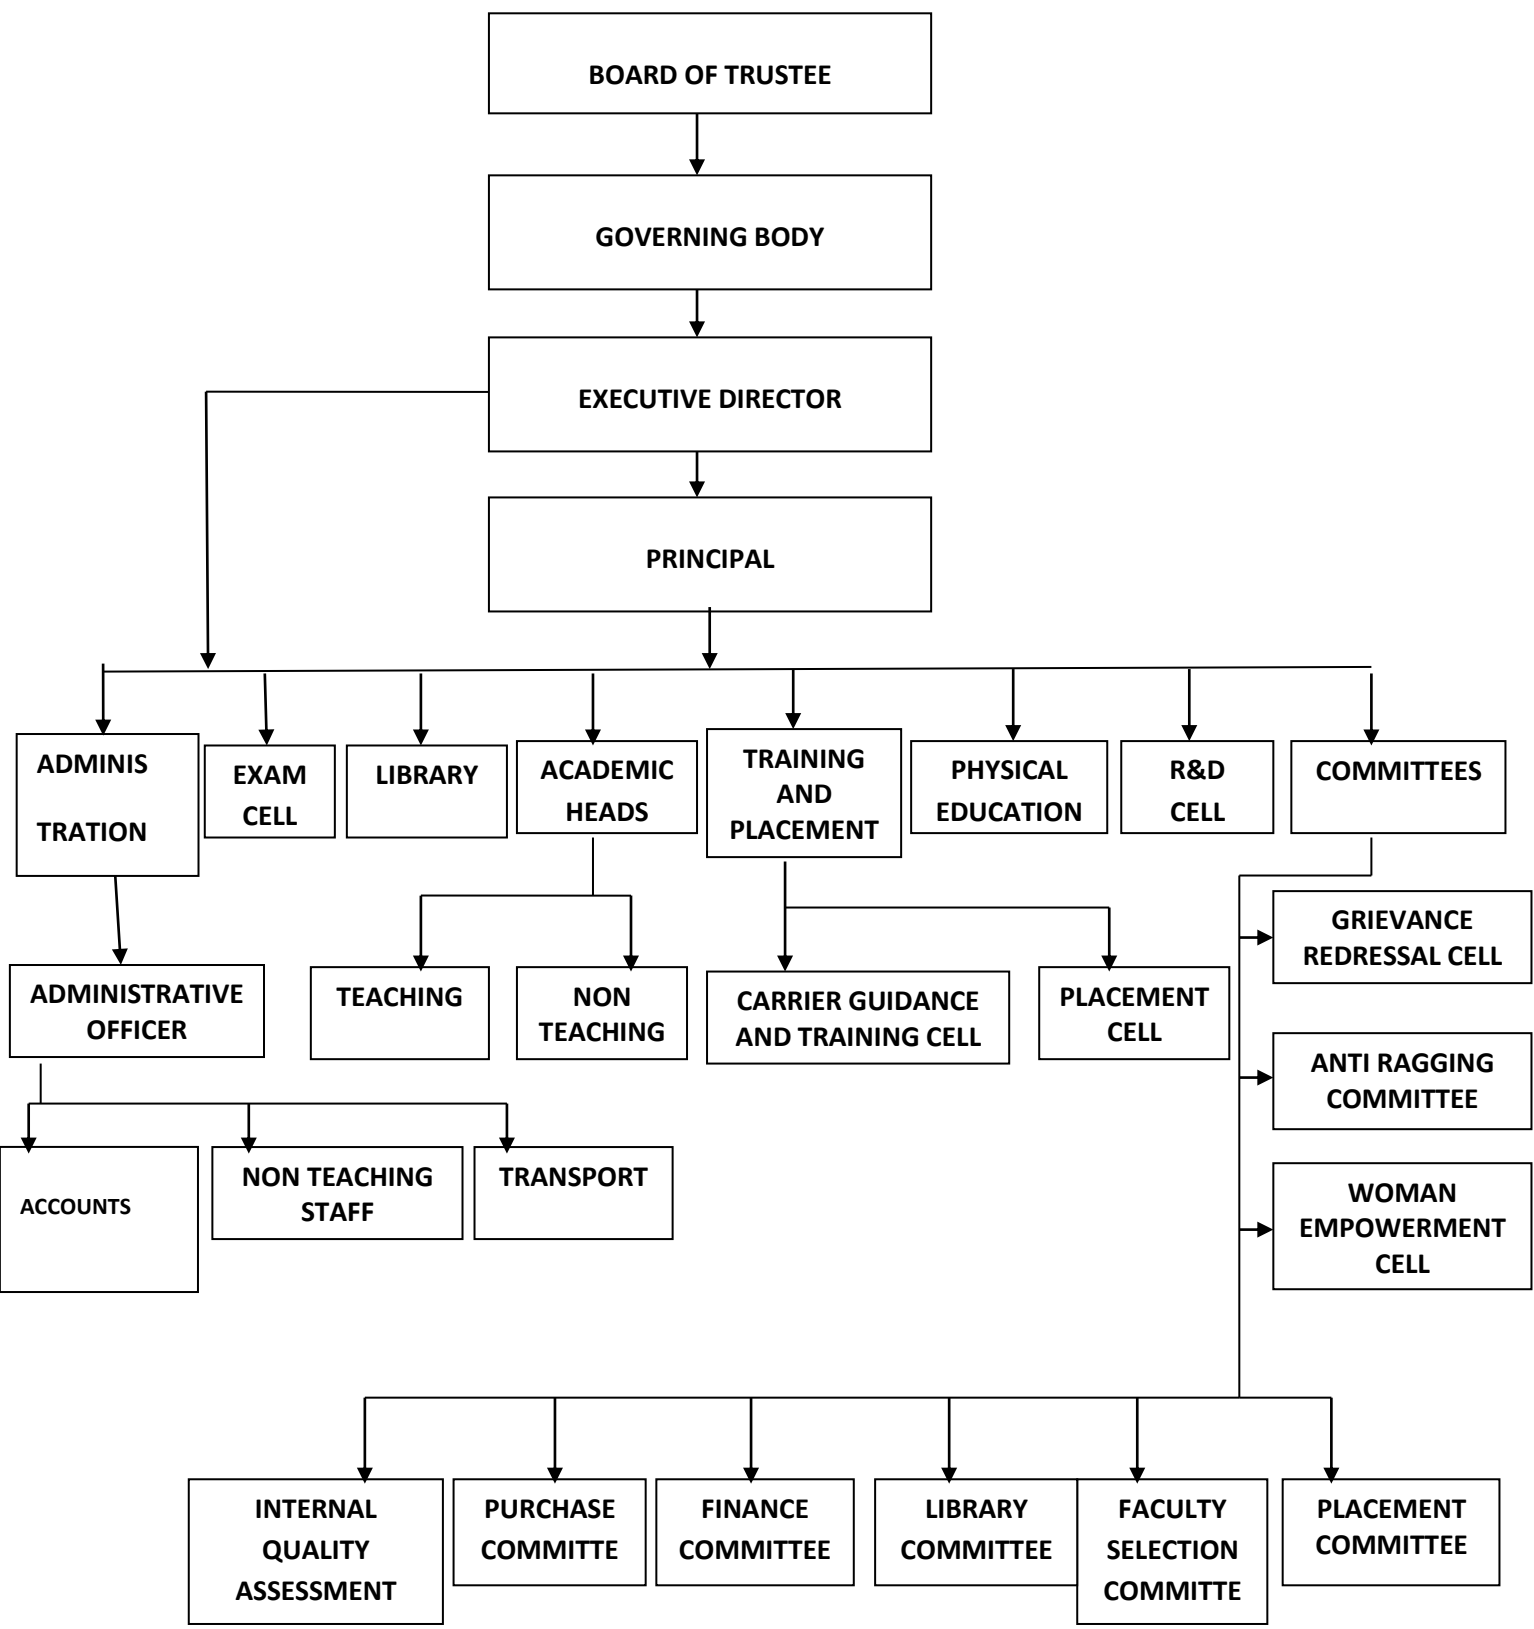 BOARD OF TRUSTEE
GOVERNING BODY
EXECUTIVE DIRECTOR
PRINCIPAL
ADMINIS
TRATION
EXAM
CELL
LIBRARY
ACADEMIC
HEADS
TRAINING
AND
PLACEMENT
PHYSICAL
EDUCATION
R&D
CELL
COMMITTEES
GRIEVANCE
REDRESSAL CELL
ADMINISTRATIVE
OFFICER
TEACHING
NON
TEACHING
CARRIER GUIDANCE
AND TRAINING CELL
PLACEMENT
CELL
ANTI RAGGING
COMMITTEE
ACCOUNTS
NON TEACHING
STAFF
TRANSPORT
WOMAN
EMPOWERMENT
CELL
INTERNAL
QUALITY
ASSESSMENT
PURCHASE
COMMITTE
FINANCE
COMMITTEE
LIBRARY
COMMITTEE
FACULTY
SELECTION
COMMITTE
PLACEMENT
COMMITTEE